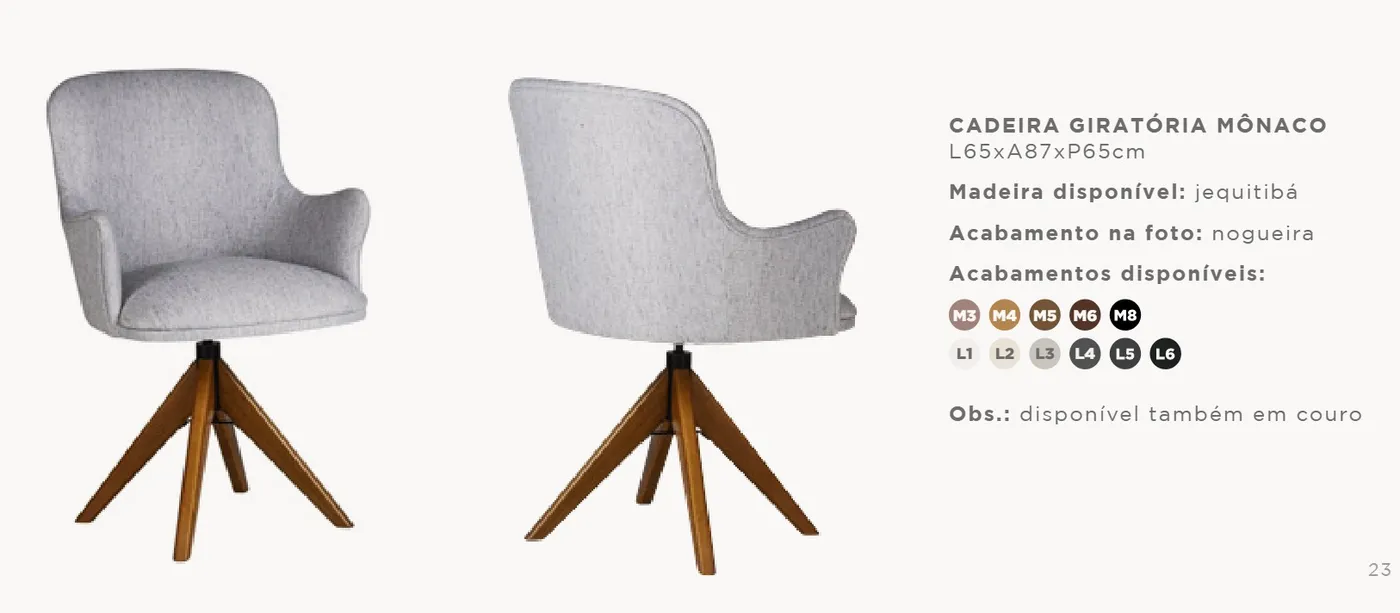 CADEIRA GIRATÓRIA MÔNACO
L65xA87xP65cm
Madeira disponível: jequitibá
Acabamento na foto: nogueira
Acabamentos disponíveis:
M3 M4 M5 M6 M8
L1 L2 L3 L4 L5 L6
Obs.: disponível também em couro
23